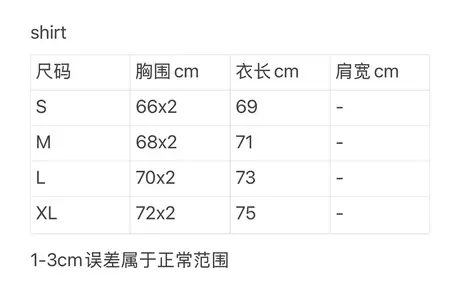 shirt
尺码 胸围cm 衣长cm 肩宽cm
S 66x2 69 -
M 68x2 71 -
L 70x2 73 -
XL 72x2 75 -
1-3cm误差属于正常范围